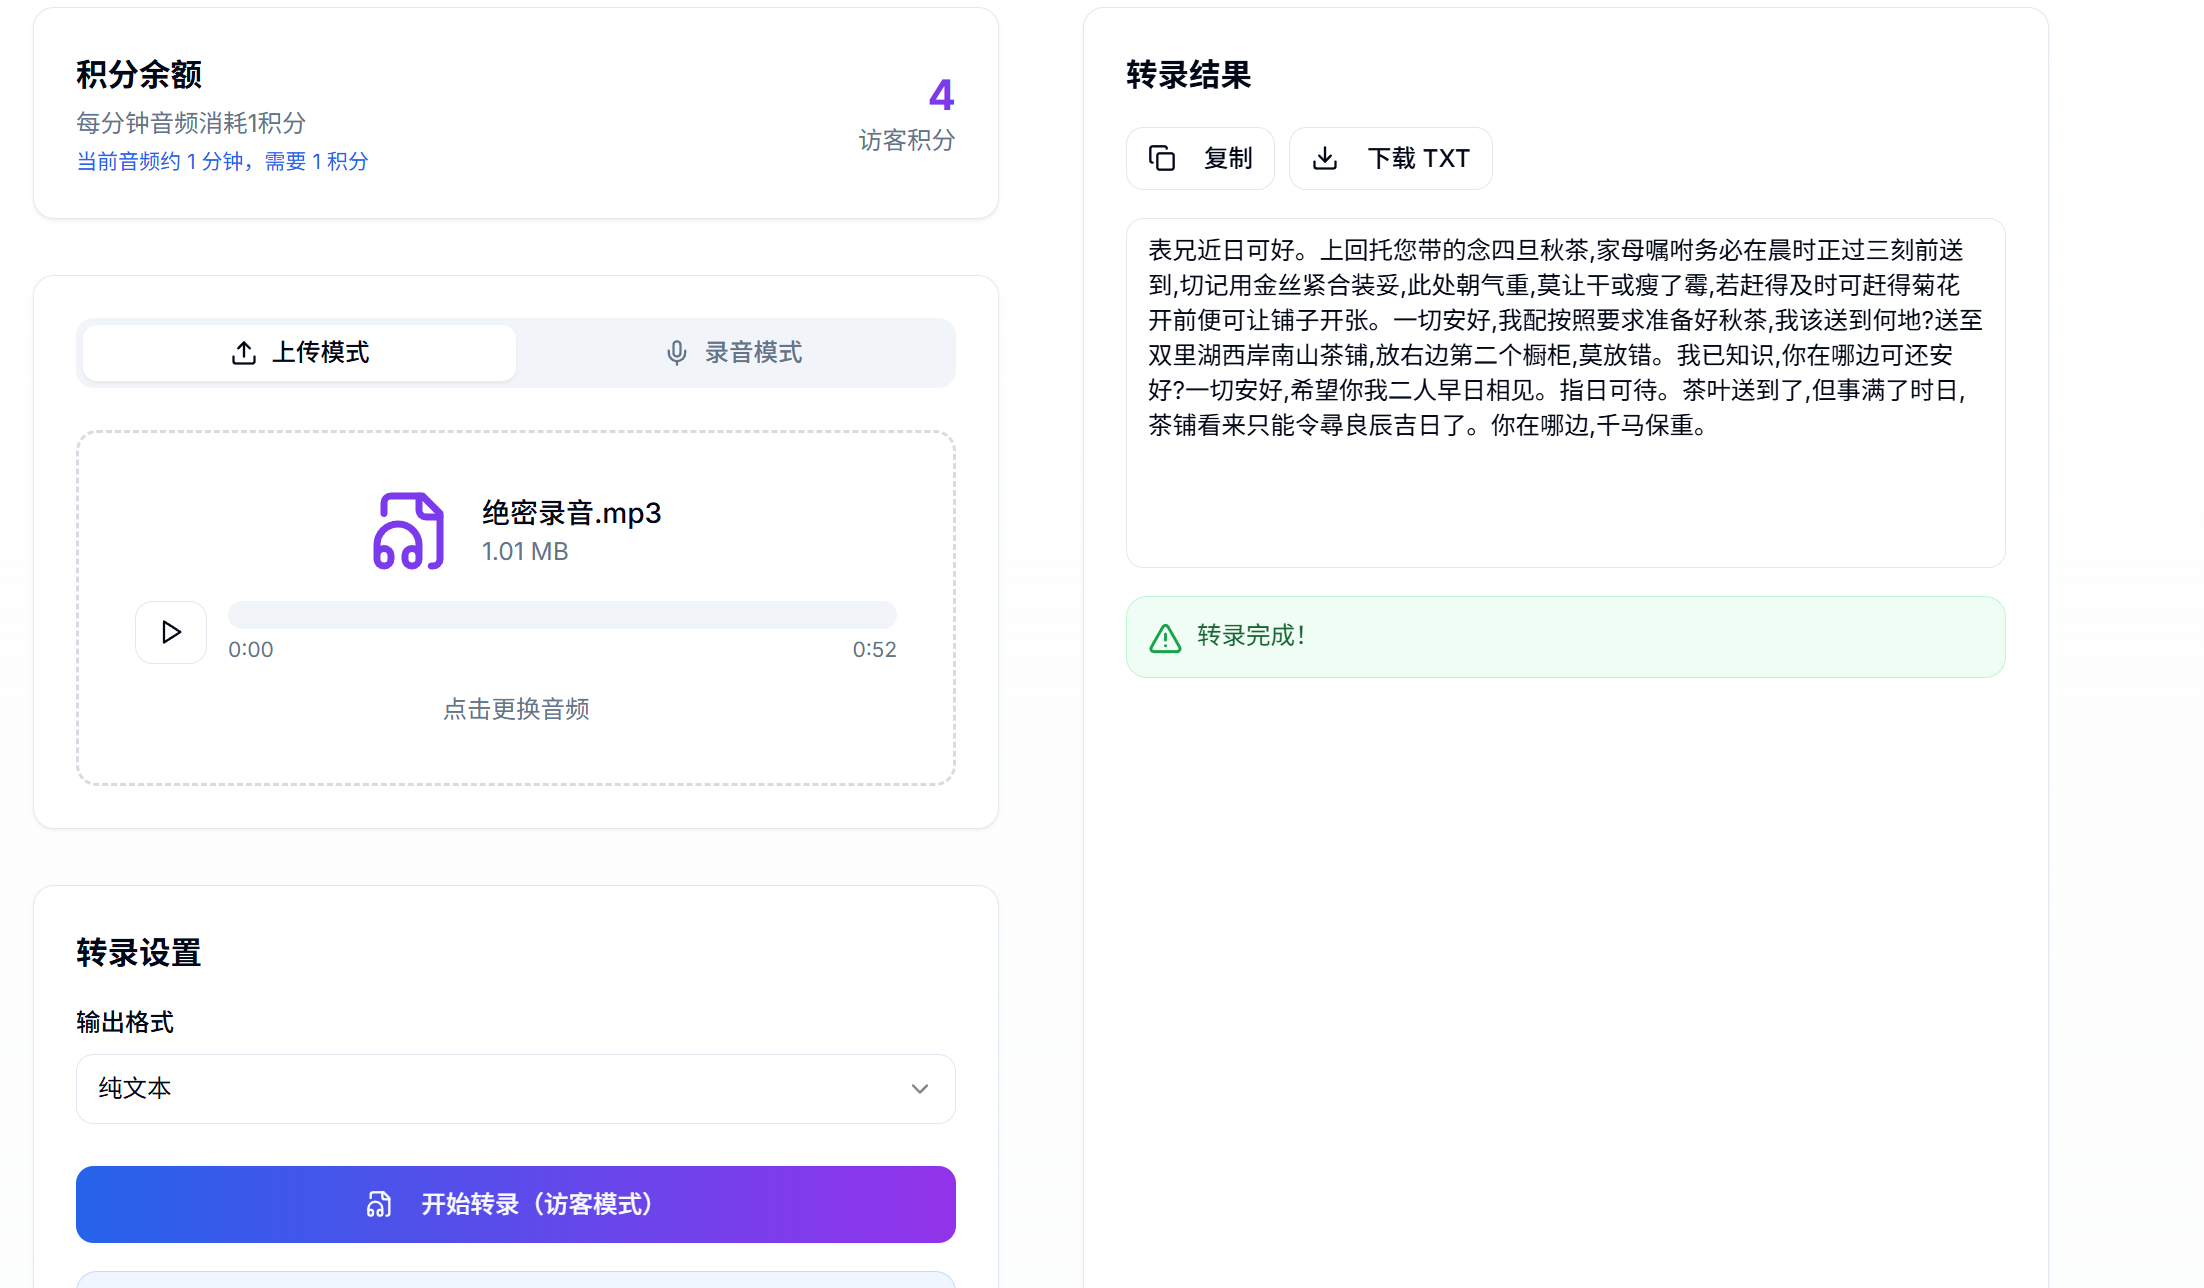 积分余额
每分钟音频消耗1积分
当前音频约 1 分钟，需要 1 积分
4
访客积分
上传模式
录音模式
绝密录音.mp3
1.01 MB
0:00
0:52
点击更换音频
转录设置
输出格式
纯文本
开始转录（访客模式）
转录结果
复制
下载 TXT
表兄近日可好。上回托您带的念四旦秋茶,家母嘱咐务必在晨时正过三刻前送
到,切记用金丝紧合装妥,此处朝气重,莫让干或瘦了霉,若赶得及时可赶得菊花
开前便可让铺子开张。一切安好,我配按照要求准备好秋茶,我该送到何地?送至
双里湖西岸南山茶铺,放右边第二个橱柜,莫放错。我已知识,你在哪边可还安
好?一切安好,希望你我二人早日相见。指日可待。茶叶送到了,但事满了时日,
茶铺看来只能令尋良辰吉日了。你在哪边,千马保重。
转录完成！